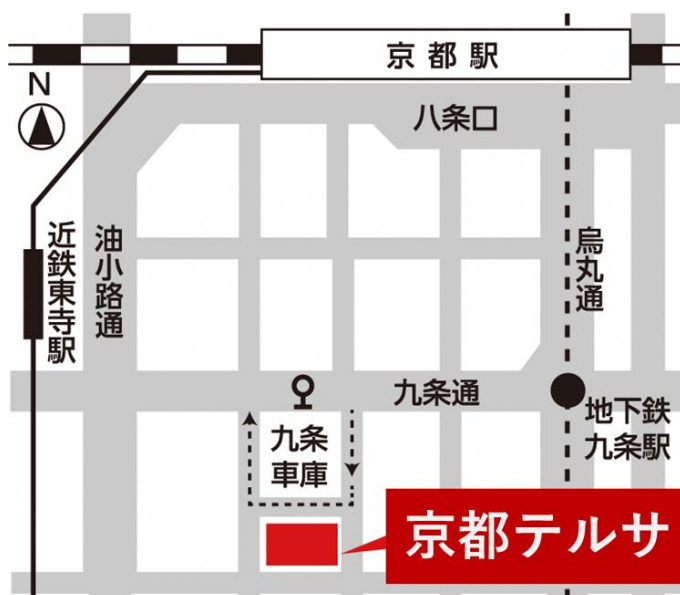 京都駅
N
八条口
近鉄東寺駅
油小路通
烏丸通
九条通
地下鉄
九条駅
九条
車庫
京都テルサ